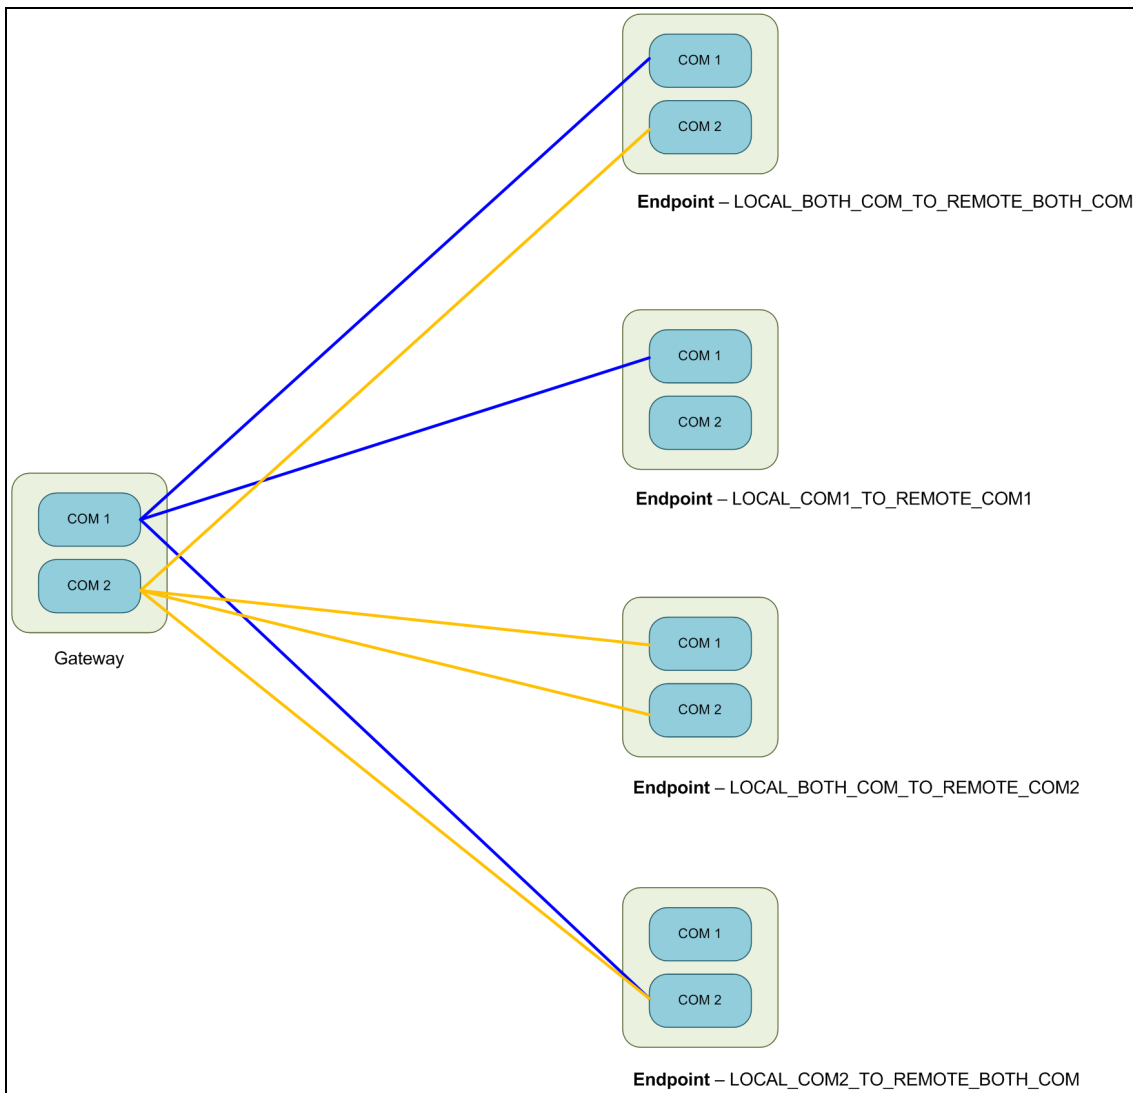 COM 1
COM 2
Endpoint – LOCAL_BOTH_COM_TO_REMOTE_BOTH_COM
COM 1
COM 2
Endpoint – LOCAL_COM1_TO_REMOTE_COM1
COM 1
COM 2
Gateway
COM 1
COM 2
Endpoint – LOCAL_BOTH_COM_TO_REMOTE_COM2
COM 1
COM 2
Endpoint – LOCAL_COM2_TO_REMOTE_BOTH_COM